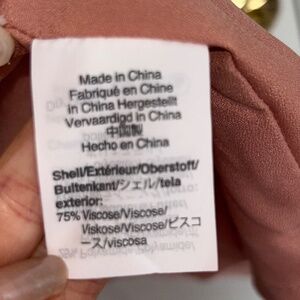 Made in China
Fabriqué en Chine
in China Hergestellt
Vervaardigd in China
中国製
Hecho en China
Shell/Extérieur/Oberstoff/
Buitenkant/シェル/tela
exterior:
75% Viscose/Viscose/
Viskose/Viscose/ビスコ
ース/viscosa